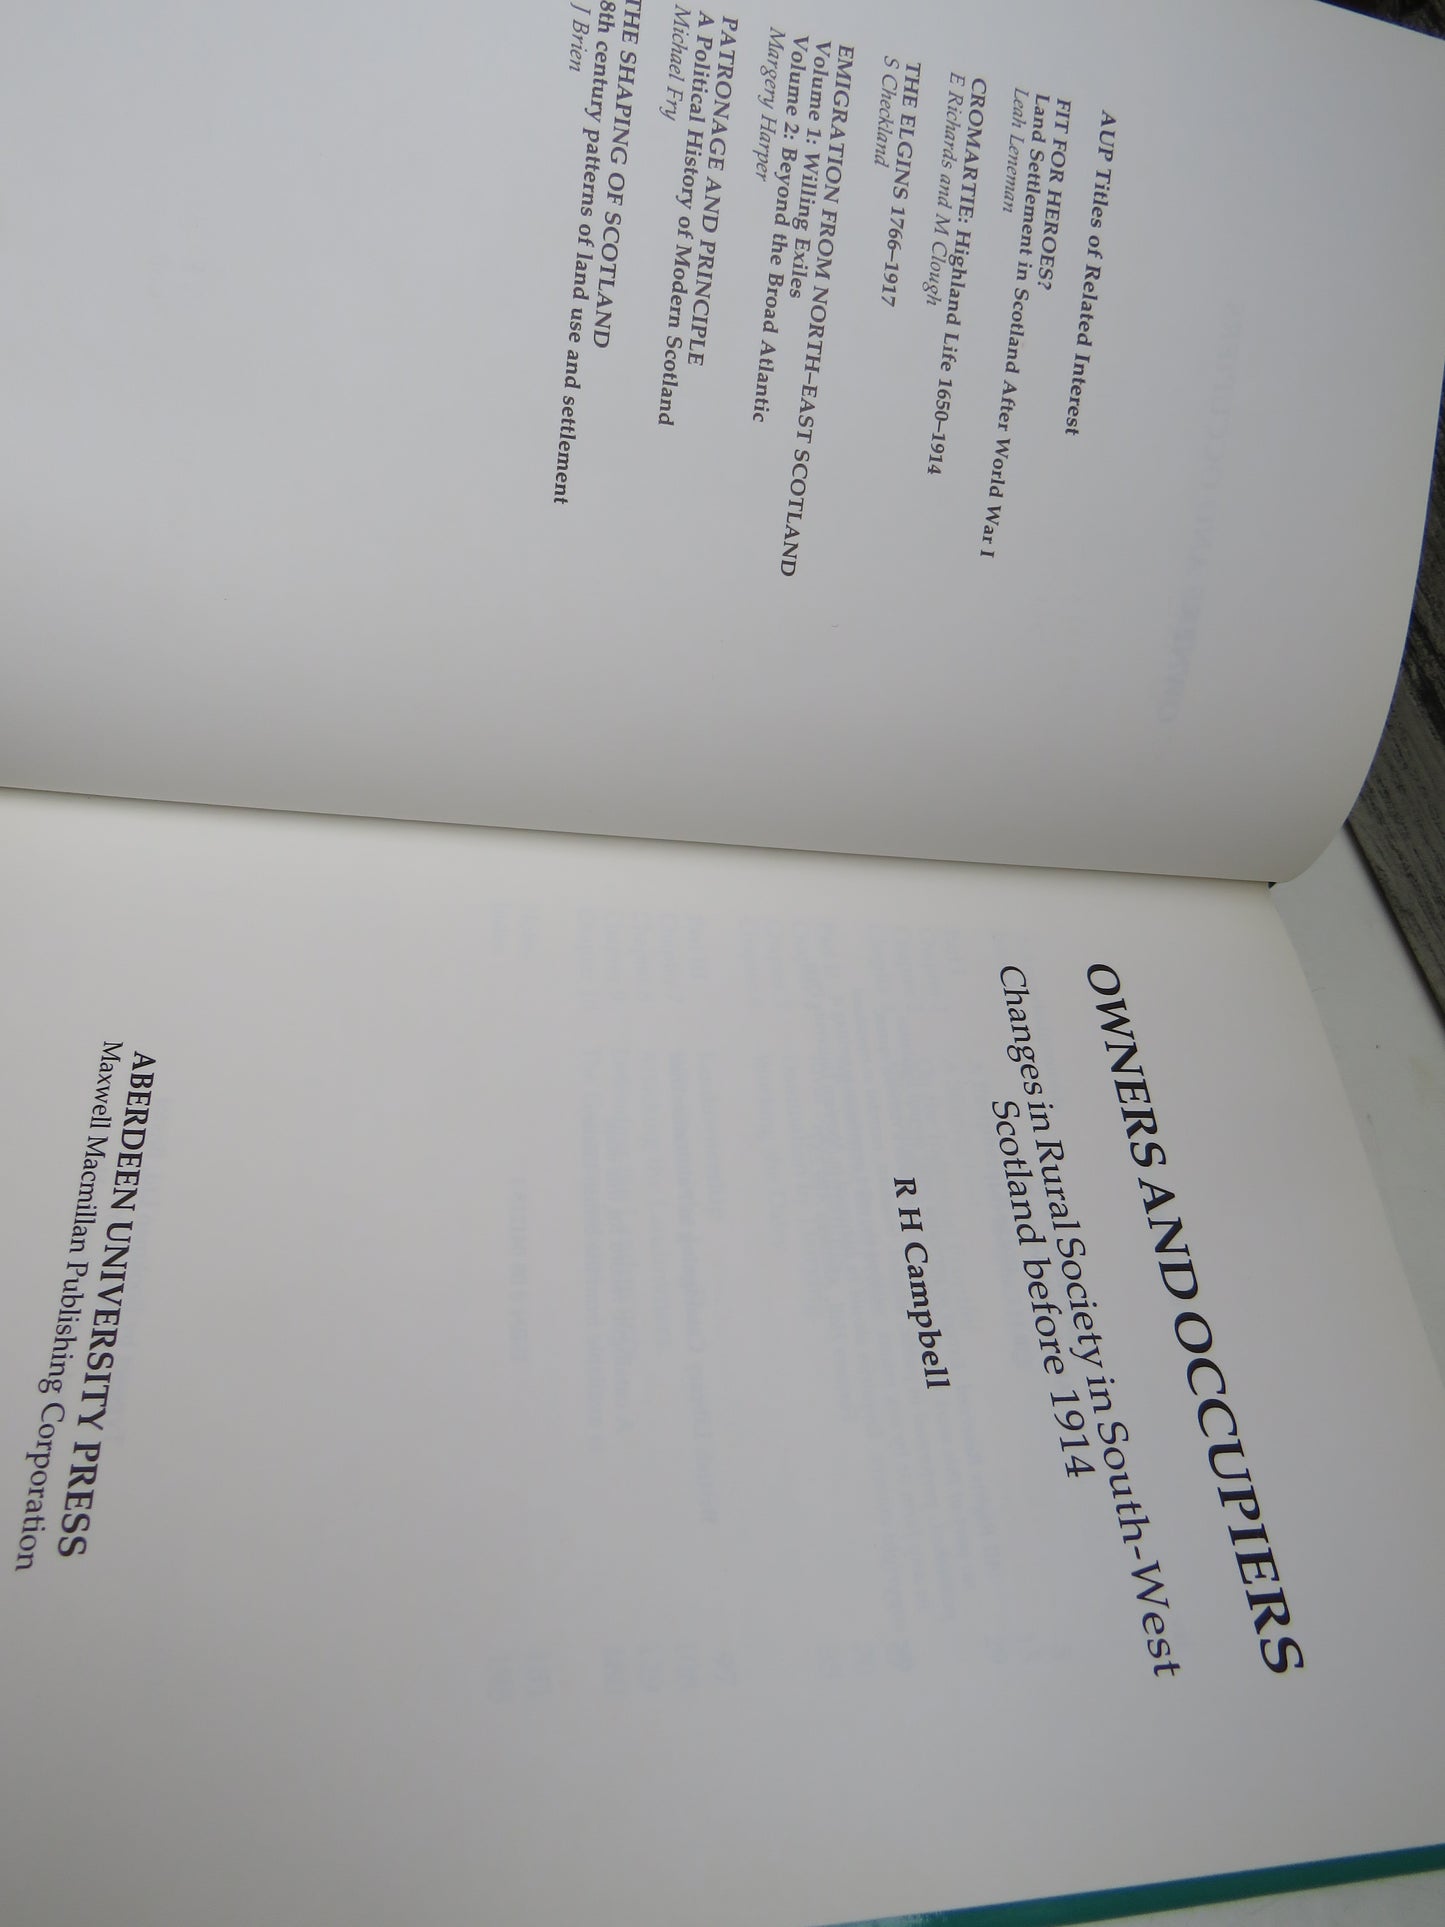 AUP Titles of Related Interest
FIT FOR HEROES?
Land Settlement in Scotland After World War I
Leah Leneman
CROMARTIE: Highland Life 1650–1914
E Richards and M Clough
THE ELGINS 1766–1917
S Checkland
EMIGRATION FROM NORTH–EAST SCOTLAND
Volume 1: Willing Exiles
Volume 2: Beyond the Broad Atlantic
Margery Harper
PATRONAGE AND PRINCIPLE
A Political History of Modern Scotland
Michael Fry
THE SHAPING OF SCOTLAND
8th century patterns of land use and settlement
J Brien
OWNERS AND OCCUPIERS
Changes in Rural Society in South-West
Scotland before 1914
R H Campbell
ABERDEEN UNIVERSITY PRESS
Maxwell Macmillan Publishing Corporation